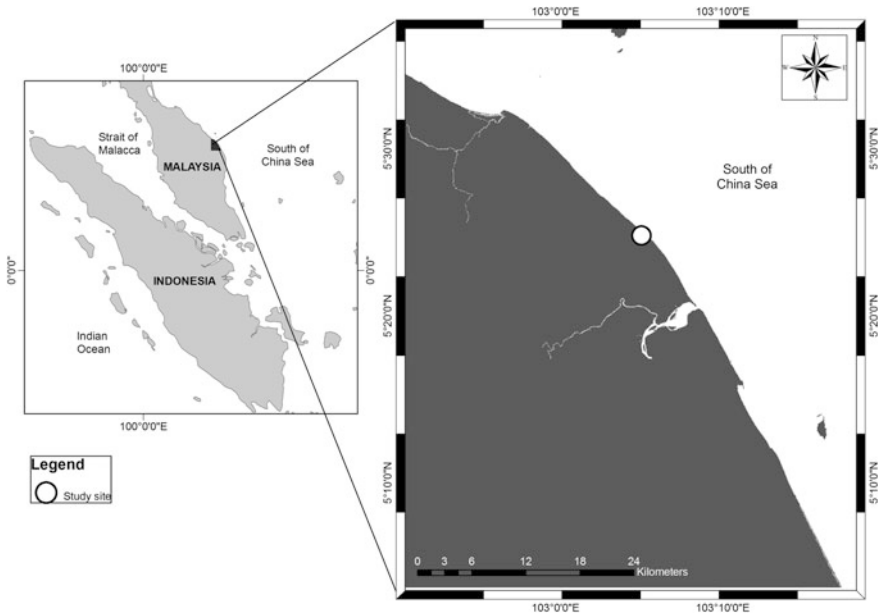 100°0'0"E
Strait of
Malacca
MALAYSIA
South of
China Sea
INDONESIA
Indian
Ocean
0°0'0"
0°0'0"
100°0'0"E
Legend
Study site
103°0'0"E
103°10'0"E
N
W
E
S
South of
China Sea
5°30'0"N
5°30'0"N
5°20'0"N
5°20'0"N
5°10'0"N
5°10'0"N
0 3 6 12 18 24
Kilometers
103°0'0"E
103°10'0"E